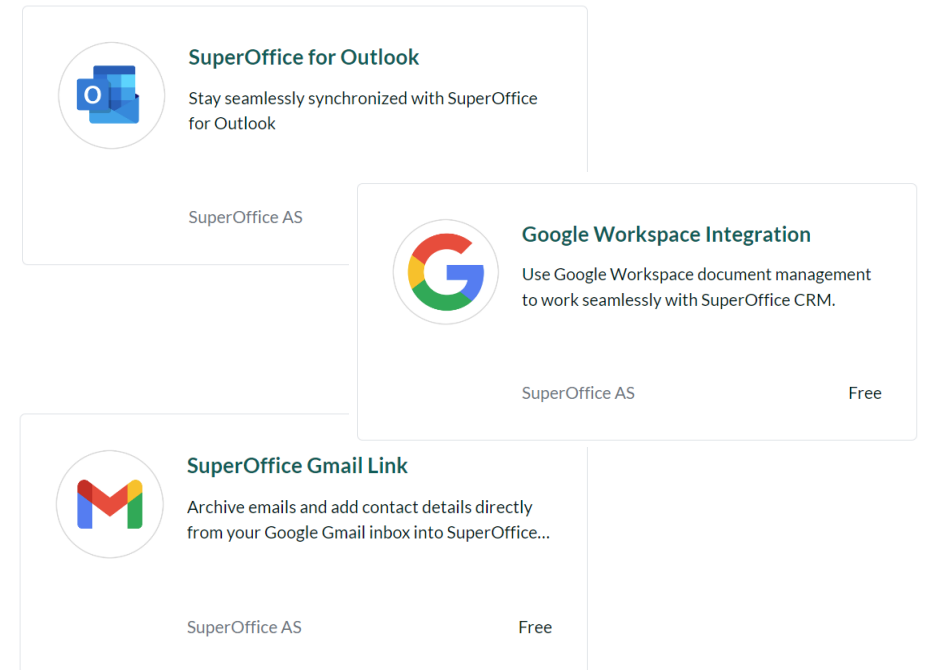 SuperOffice for Outlook
Stay seamlessly synchronized with SuperOffice
for Outlook
SuperOffice AS
Google Workspace Integration
Use Google Workspace document management
to work seamlessly with SuperOffice CRM.
SuperOffice AS
Free
SuperOffice Gmail Link
Archive emails and add contact details directly
from your Google Gmail inbox into SuperOffice...
SuperOffice AS
Free